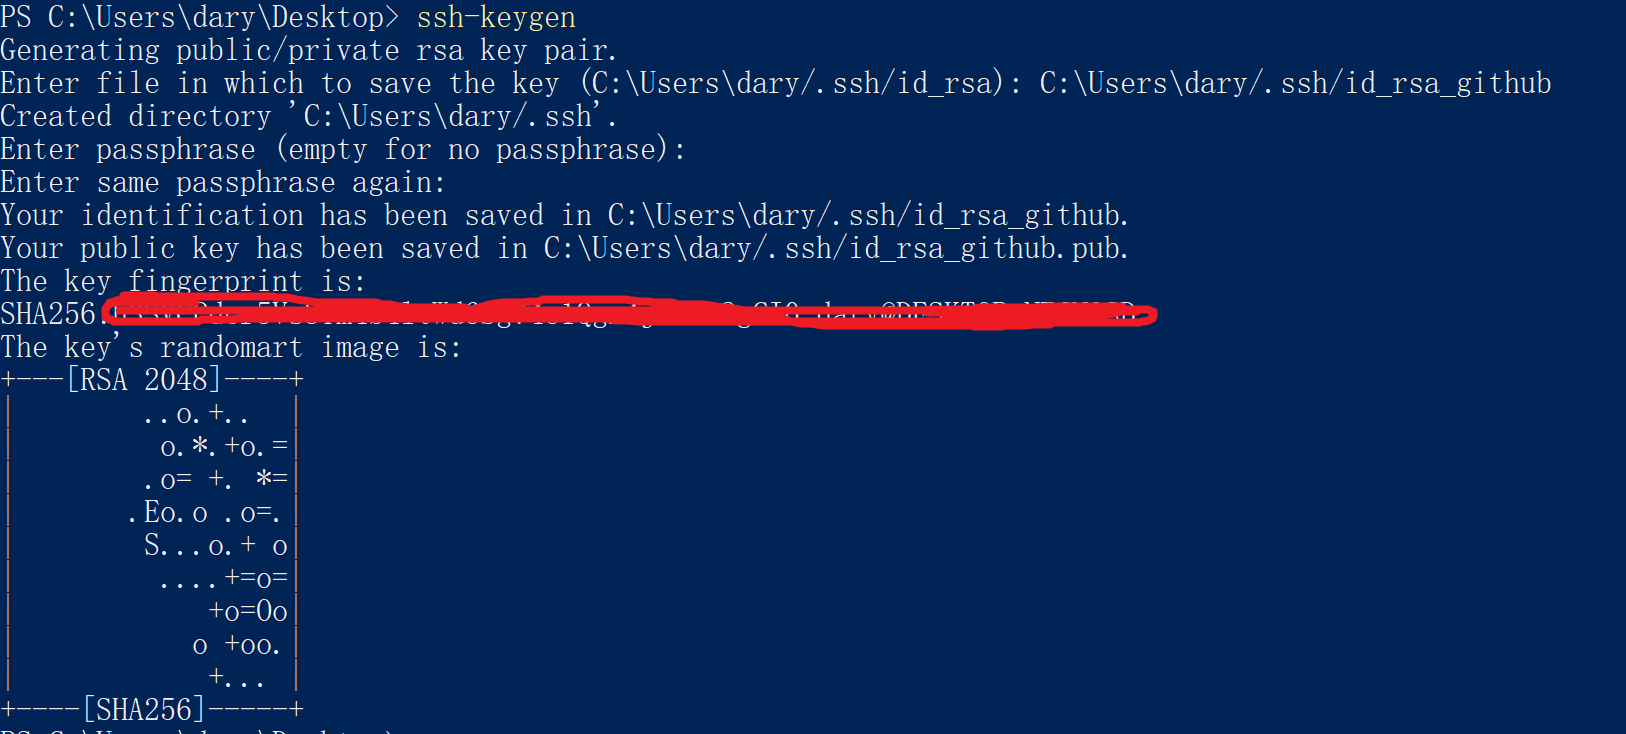 PS C:\Users\dary\Desktop> ssh-keygen
Generating public/private rsa key pair.
Enter file in which to save the key (C:\Users\dary/.ssh/id_rsa): C:\Users\dary/.ssh/id_rsa_github
Created directory 'C:\Users\dary/.ssh'.
Enter passphrase (empty for no passphrase):
Enter same passphrase again:
Your identification has been saved in C:\Users\dary/.ssh/id_rsa_github.
Your public key has been saved in C:\Users\dary/.ssh/id_rsa_github.pub.
The key fingerprint is:
SHA256:
The key's randomart image is:
+---[RSA 2048]----+
|        ..o.+..  |
|         o.*.+o.=|
|        .o= +. *=|
|       .Eo.o .o=.|
|        S...o.+ o|
|         ....+=o=|
|            +o=Oo|
|           o +oo.|
|            +... |
+----[SHA256]-----+